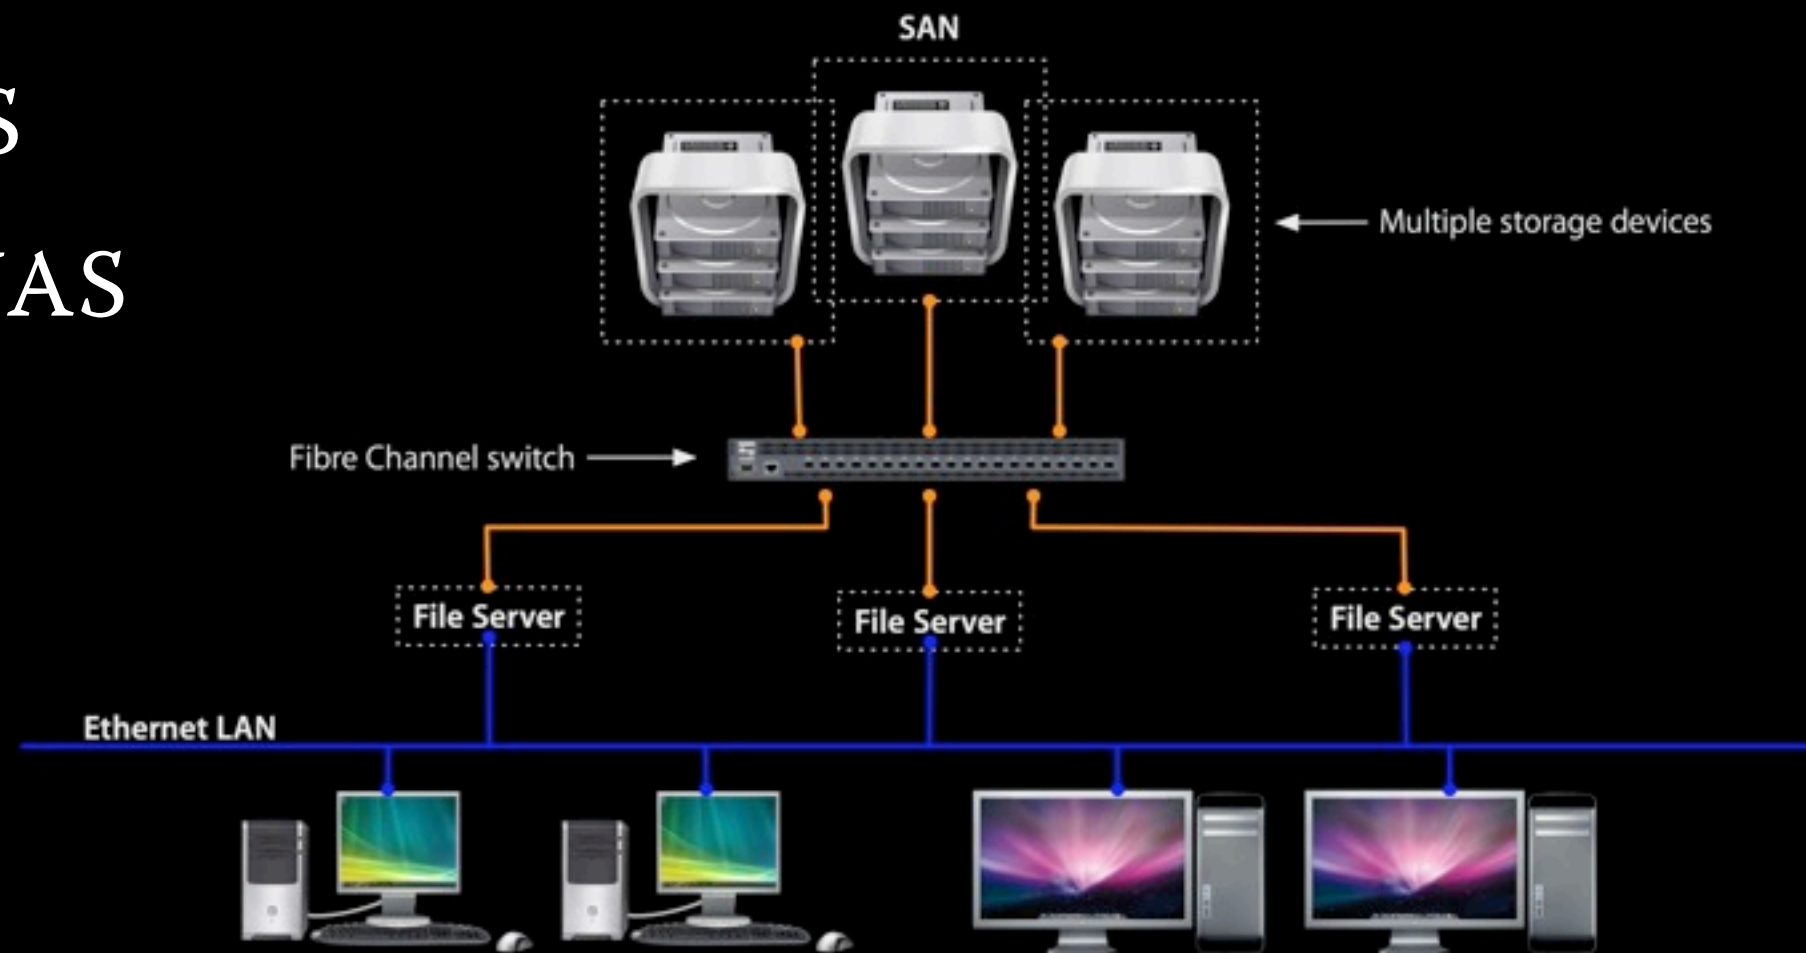 SAN
S
AS
Multiple storage devices
Fibre Channel switch
File Server
File Server
File Server
Ethernet LAN